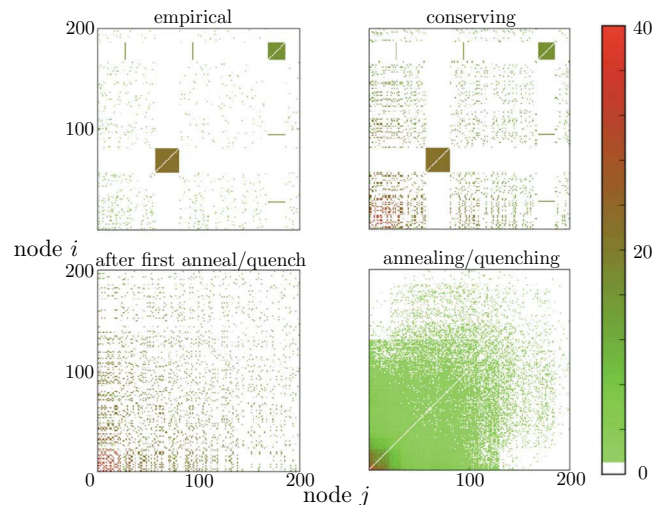 empirical
conserving
200
100
40
20
0
node i
after first anneal/quench
annealing/quenching
200
100
0
100
200
100
200
node j